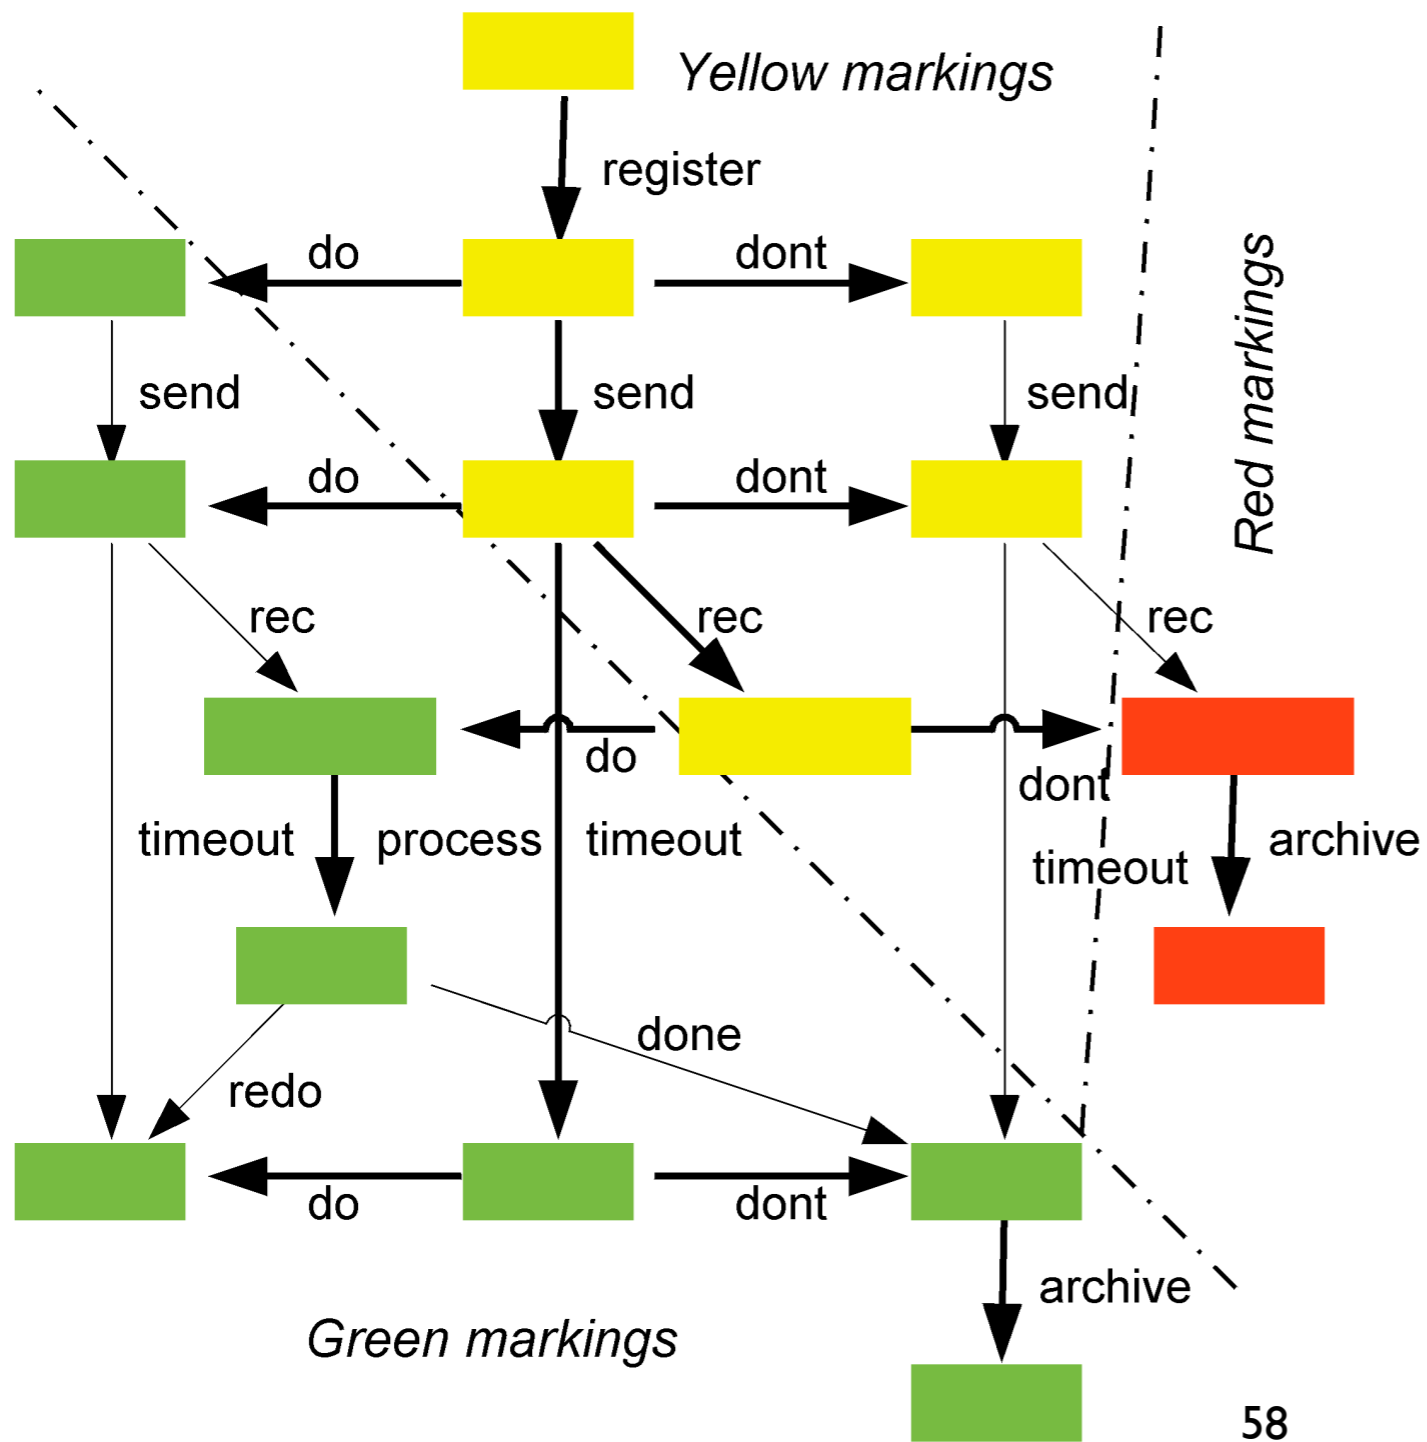 Yellow markings
register
do
dont
Red markings
send
send
send
do
dont
rec
rec
rec
do
dont
timeout
process
timeout
timeout
archive
done
redo
do
dont
archive
Green markings
58